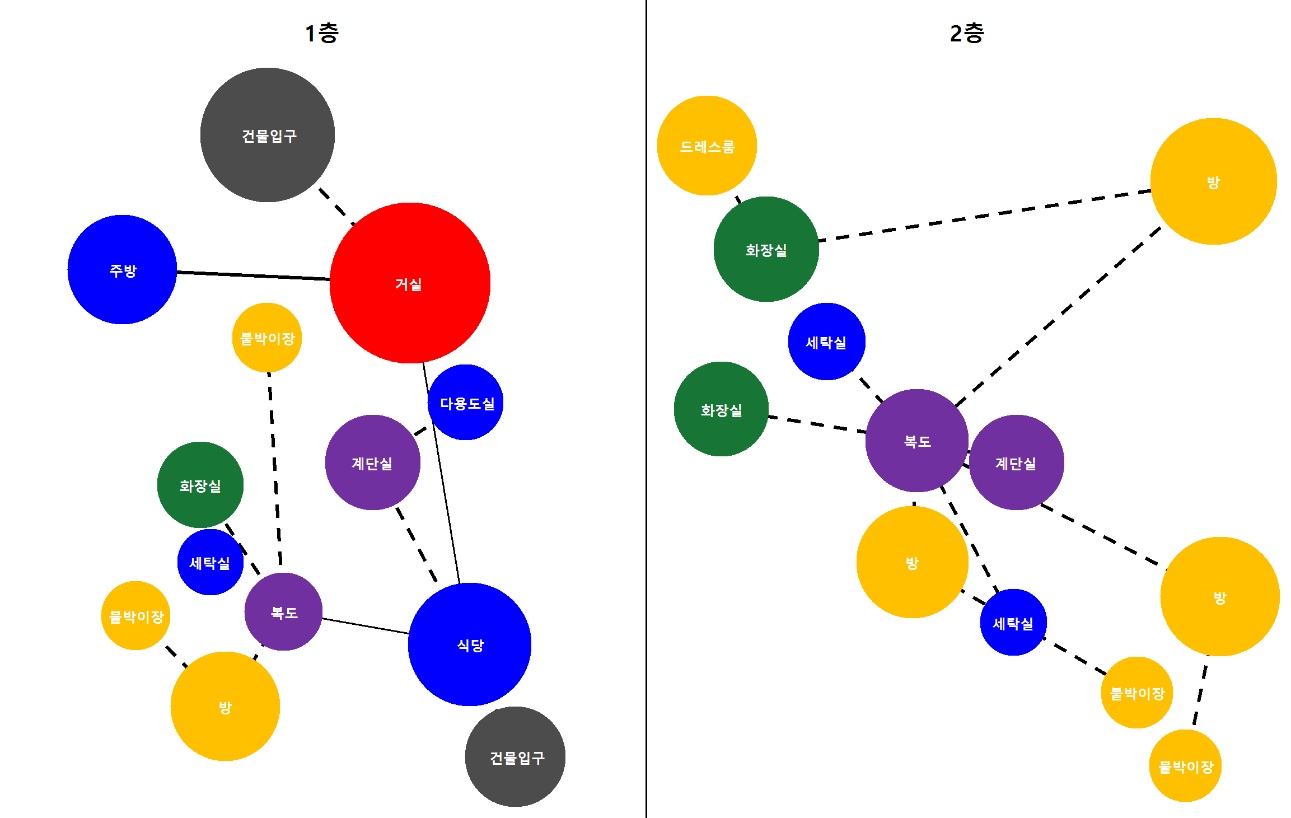 1층
건물입구
주방
거실
붙박이장
다용도실
계단실
화장실
세탁실
복도
붙박이장
식당
방
건물입구
2층
드레스룸
방
화장실
세탁실
화장실
복도
계단실
방
방
세탁실
붙박이장
붙박이장